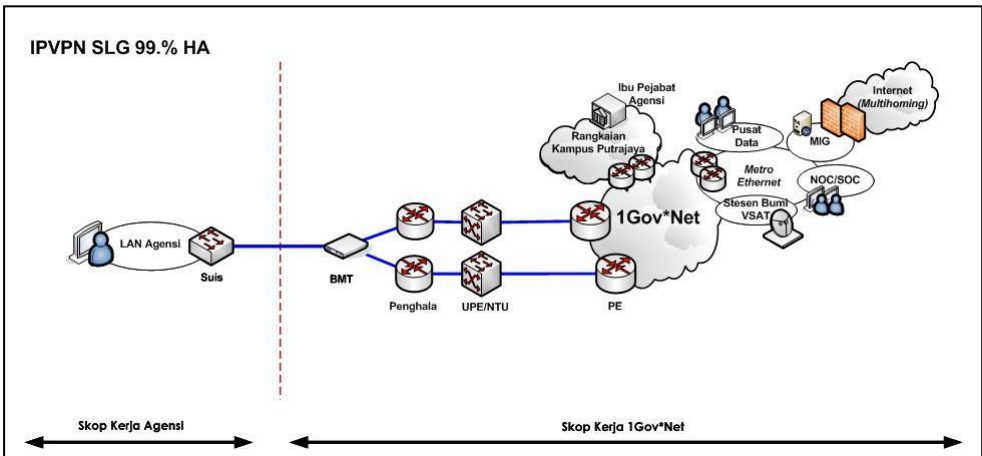 IPVPN SLG 99.% HA
Ibu Pejabat
Agensi
Rangkaian
Kampus Putrajaya
Pusat
Data
Internet
(Multihoming)
MIG
Metro
Ethernet
NOC/SOC
Stesen Bumi
VSAT
1Gov*Net
LAN Agensi
Suis
BMT
Penghala
UPE/NTU
PE
Skop Kerja Agensi
Skop Kerja 1Gov*Net